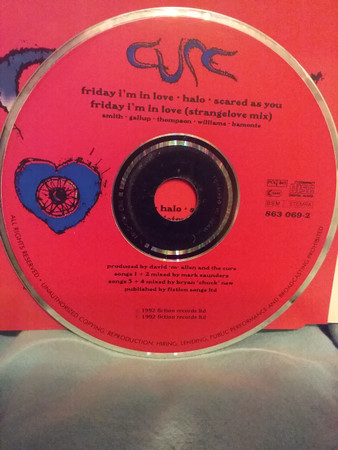 CURE
friday i'm in love • halo • scared as you
friday i'm in love (strangelove mix)
smith • gallup • thompson • williams • bamonte
halo • s
863 069-2
produced by david -m- allen and the cure
songs 1 + 2 mixed by mark saunders
songs 3 + 4 mixed by bryan 'chuck' new
published by fiction songs ltd
℗ 1992 fiction records ltd
© 1992 fiction records ltd
ALL RIGHTS RESERVED • UNAUTHORIZED COPYING, REPRODUCTION, HIRING, LENDING, PUBLIC PERFORMANCE AND BROADCASTING PROHIBITED